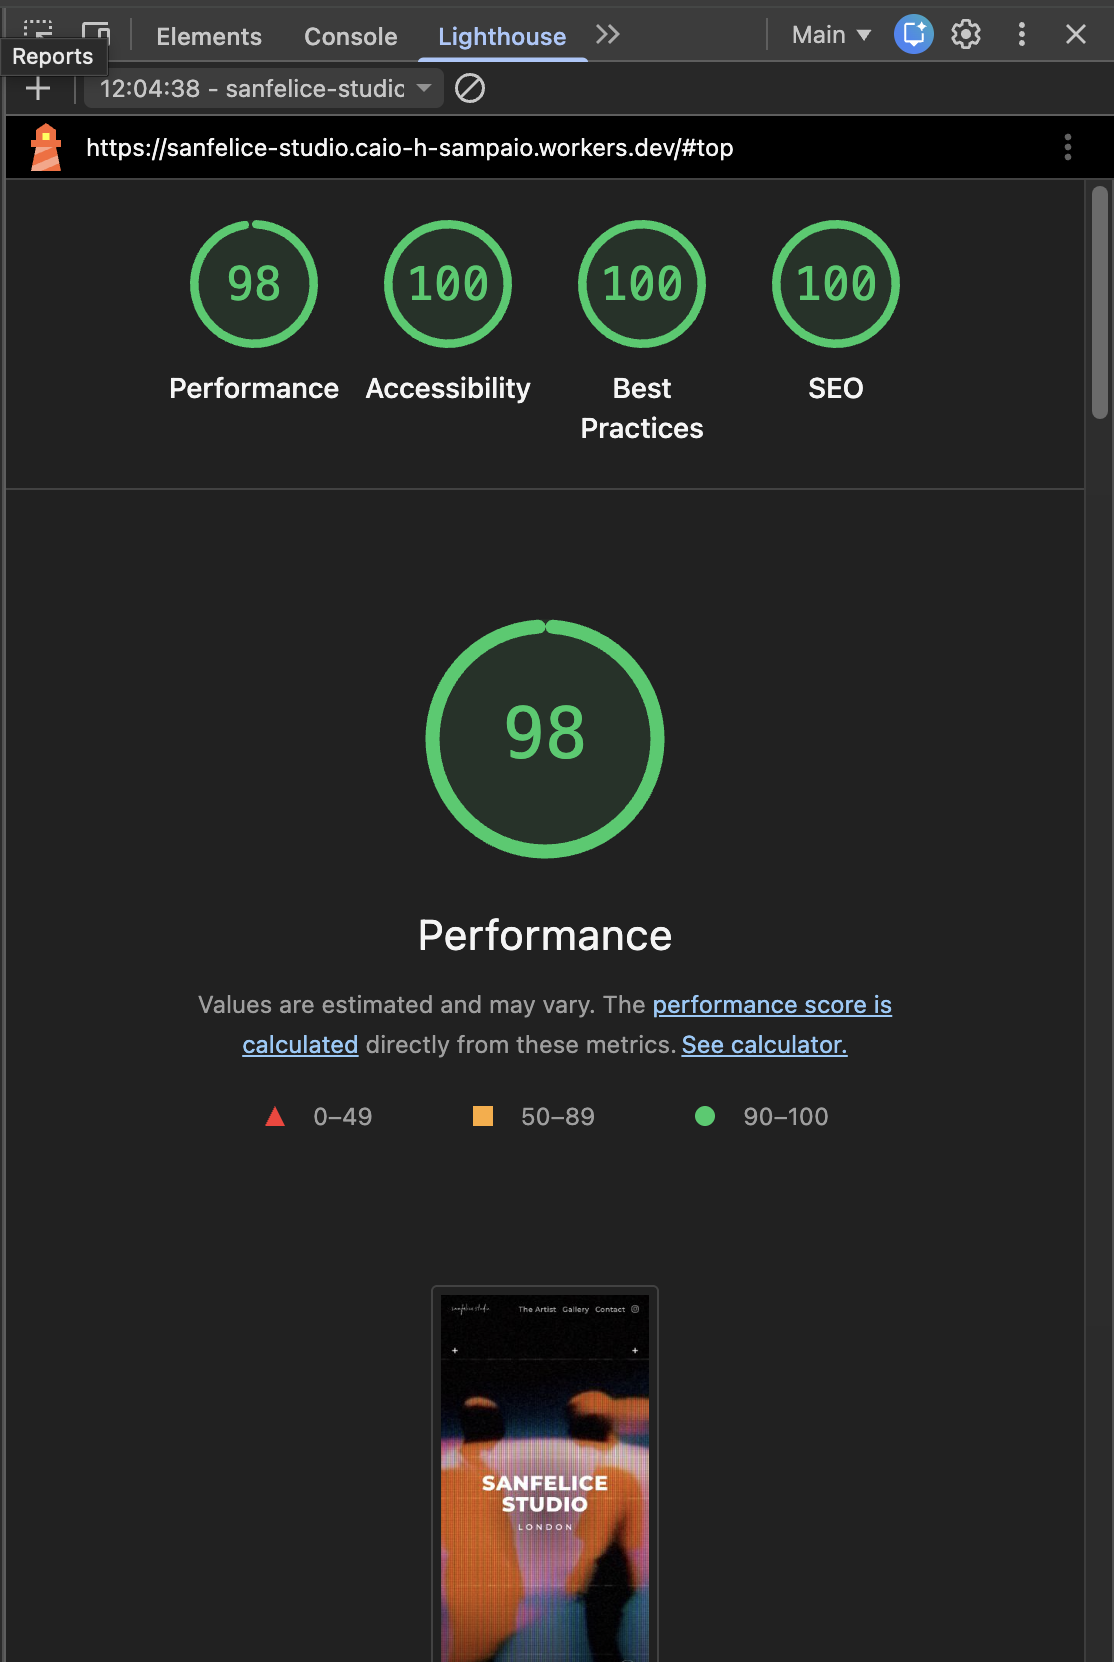 Elements Console Lighthouse Main
Reports
12:04:38 - sanfelice-studic
https://sanfelice-studio.caio-h-sampaio.workers.dev/#top
98 100 100 100
Performance Accessibility Best Practices SEO
98
Performance
Values are estimated and may vary. The performance score is
calculated directly from these metrics. See calculator.
0–49 50–89 90–100
sanfelice studio The Artist Gallery Contact
SANFELICE
STUDIO
LONDON